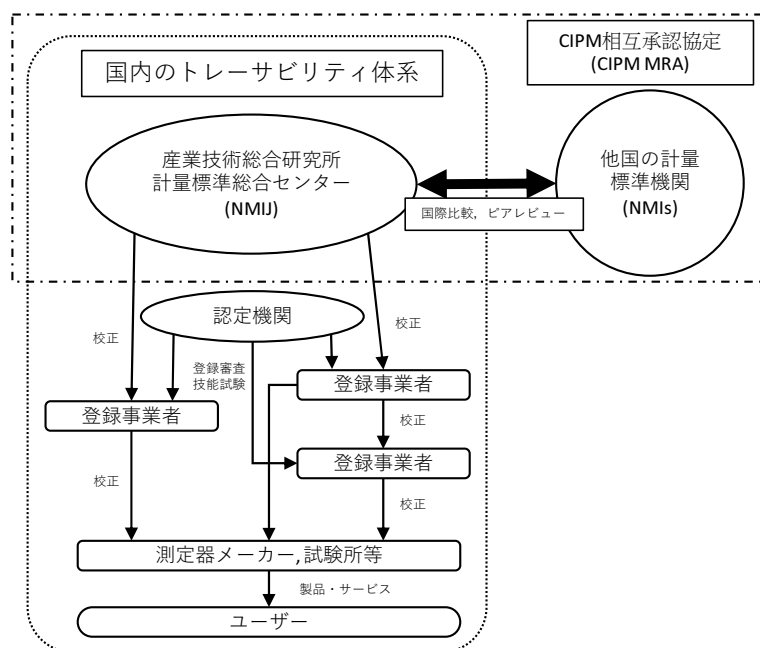 CIPM相互承認協定
(CIPM MRA)
国内のトレーサビリティ体系
産業技術総合研究所
計量標準総合センター
(NMIJ)
他国の計量
標準機関
(NMIs)
国際比較，ピアレビュー
認定機関
校正
校正
登録審査
技能試験
登録事業者
登録事業者
校正
登録事業者
校正
校正
測定器メーカー,試験所等
製品・サービス
ユーザー